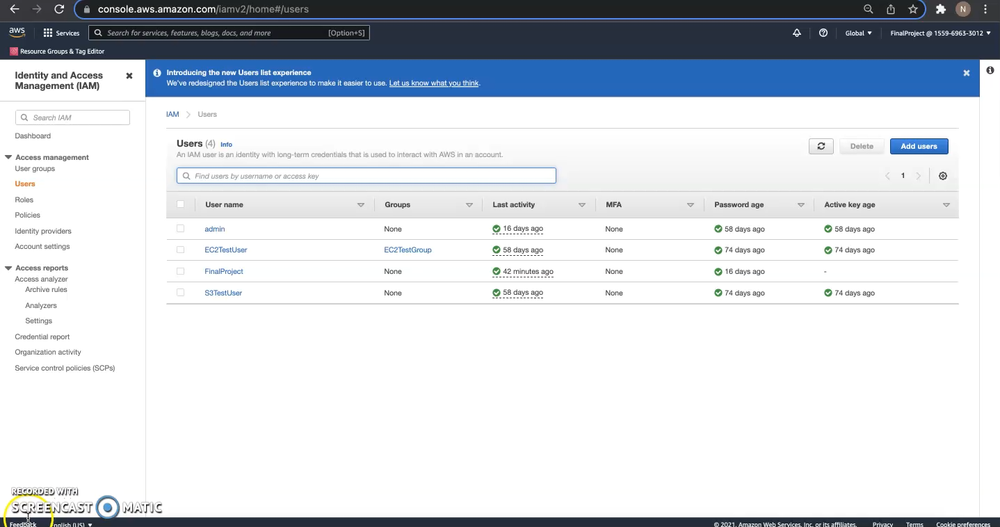 console.aws.amazon.com/iamv2/home#/users
N
aws
Services
Search for services, features, blogs, docs, and more
[Option+S]
Global
FinalProject @ 1559-6963-3012
Resource Groups & Tag Editor
Identity and Access
Management (IAM)
Search IAM
Dashboard
Access management
User groups
Users
Roles
Policies
Identity providers
Account settings
Access reports
Access analyzer
Archive rules
Analyzers
Settings
Credential report
Organization activity
Service control policies (SCPs)
Introducing the new Users list experience
We've redesigned the Users list experience to make it easier to use. Let us know what you think.
IAM > Users
Users (4) Info
An IAM user is an identity with long-term credentials that is used to interact with AWS in an account.
Delete
Add users
Find users by username or access key
1
User name Groups Last activity MFA Password age Active key age
admin None 16 days ago None 58 days ago 58 days ago
EC2TestUser EC2TestGroup 58 days ago None 74 days ago 74 days ago
FinalProject None 42 minutes ago None 16 days ago -
S3TestUser None 58 days ago None 74 days ago 74 days ago
RECORDED WITH
SCREENCAST MATIC
Feedback
nglish (US)
© 2021, Amazon Web Services, Inc. or its affiliates. Privacy Terms Cookie preferences